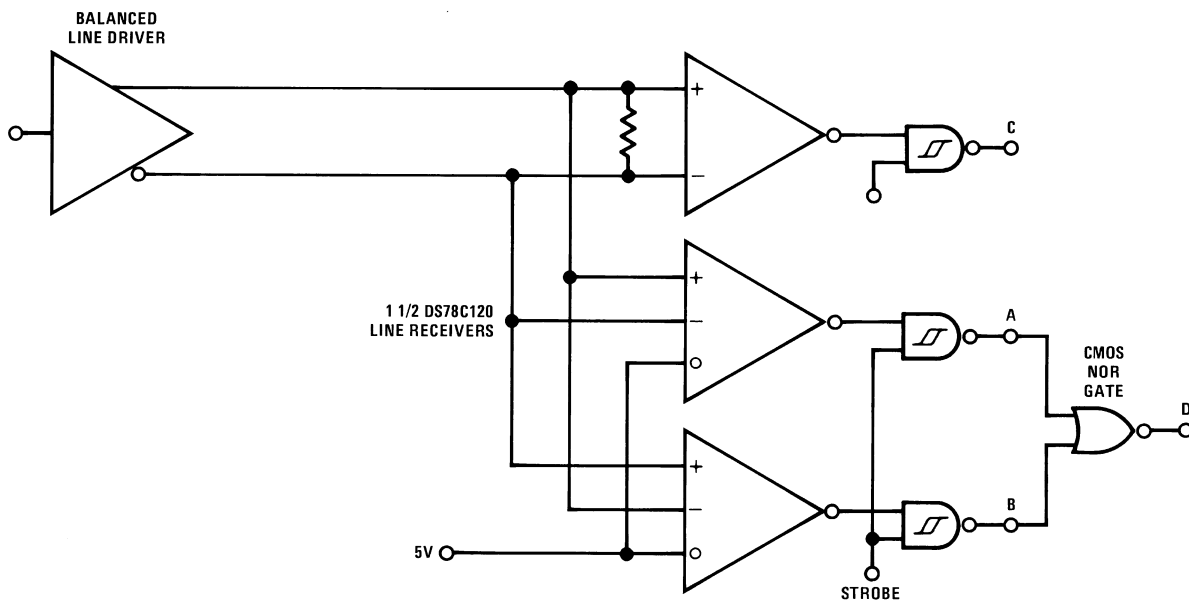 BALANCED
LINE DRIVER
+
−
C
1 1/2 DS78C120
LINE RECEIVERS
+
−
A
CMOS
NOR
GATE
D
+
−
B
5V
STROBE